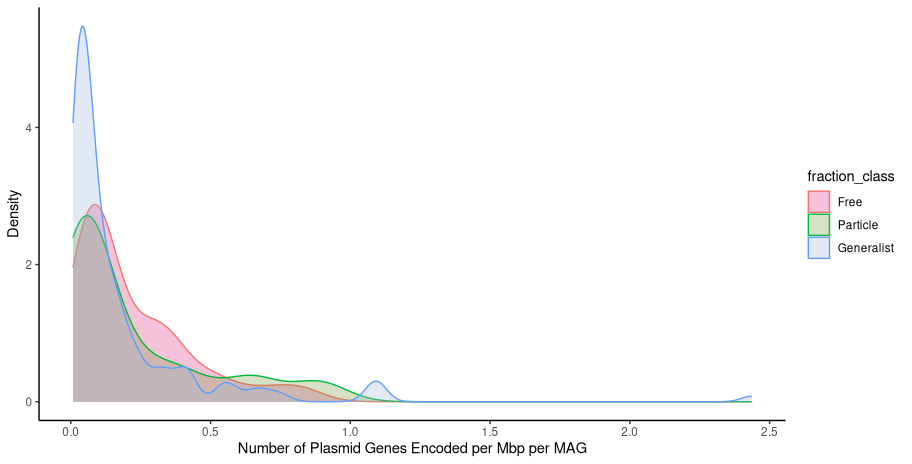 Density
4
2
0
0.0
0.5
1.0
1.5
2.0
2.5
Number of Plasmid Genes Encoded per Mbp per MAG
fraction_class
Free
Particle
Generalist